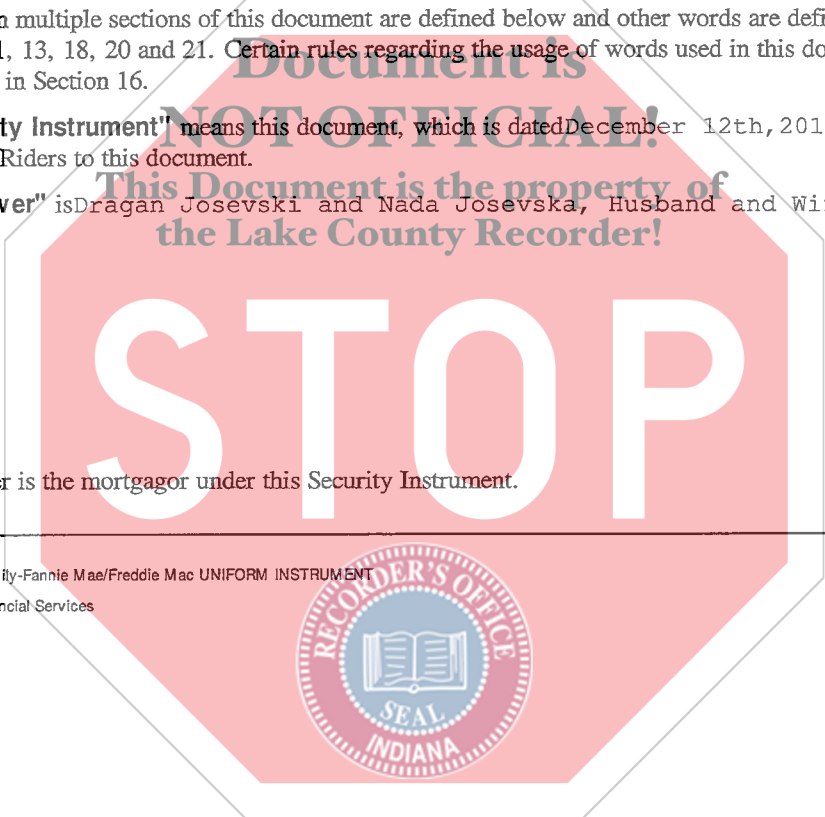 multiple sections of this document are defined below and other words are defi
, 13, 18, 20 and 21. Certain rules regarding the usage of words used in this do
in Section 16.
Document is
NOT OFFICIAL!
ty Instrument" means this document, which is datedDecember 12th,201
Riders to this document.
This Document is the property of
ver" isDragan Josevski and Nada Josevska, Husband and Wi
the Lake County Recorder!
STOP
r is the mortgagor under this Security Instrument.
ily-Fannie Mae/Freddie Mac UNIFORM INSTRUMENT
ncial Services
RECORDER'S OFFICE
SEAL
INDIANA